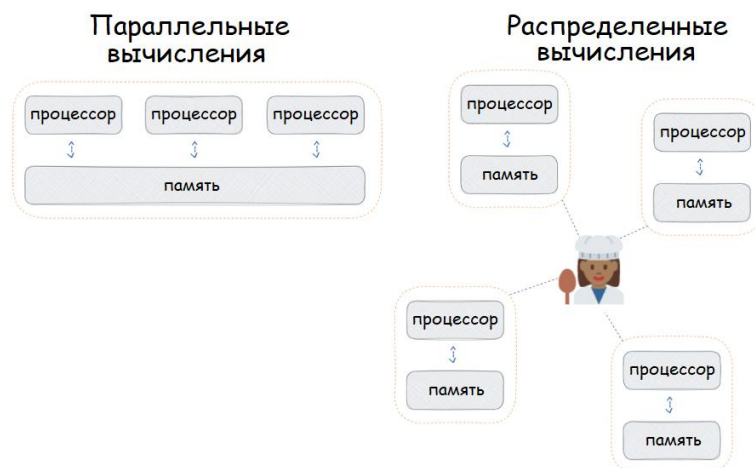 Параллельные
вычисления
процессор
процессор
процессор
память
Распределенные
вычисления
процессор
память
процессор
память
процессор
память
процессор
память